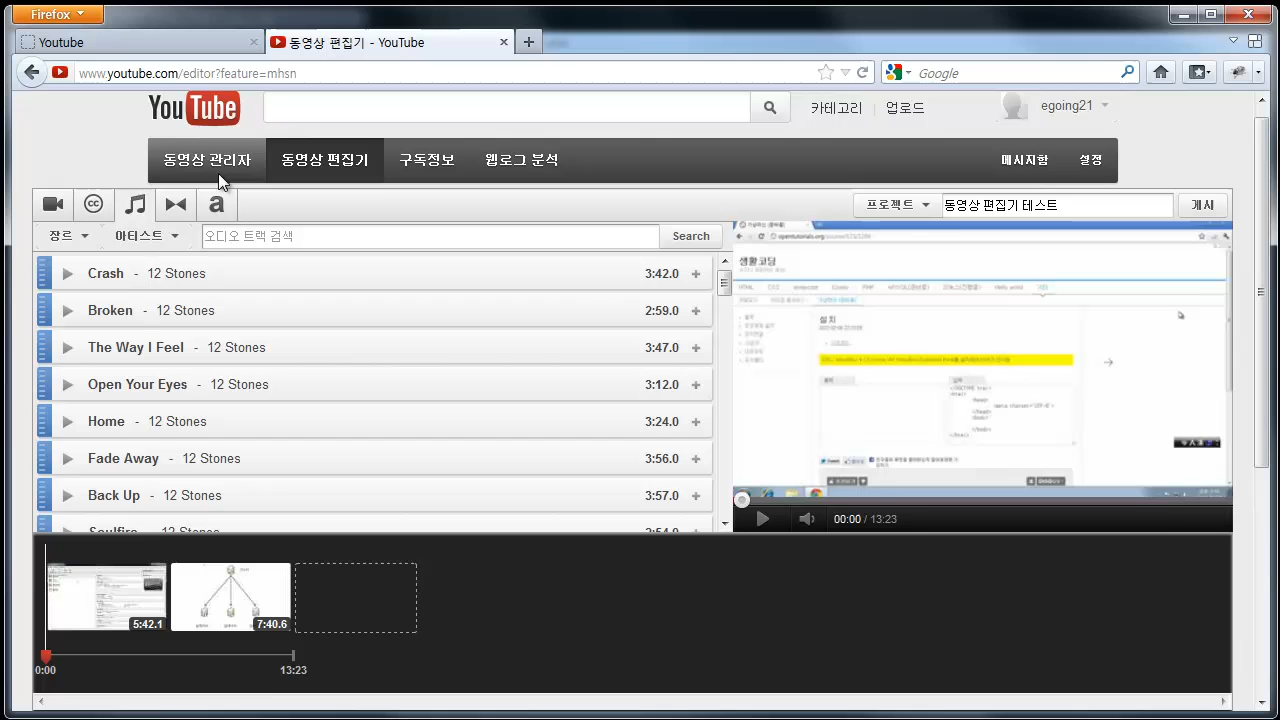 Firefox
Youtube
동영상 편집기 - YouTube
www.youtube.com/editor?feature=mhsn
Google
YouTube
카테고리
업로드
egoing21
동영상 관리자
동영상 편집기
구독정보
웹로그 분석
메시지함
설정
CC
a
프로젝트
동영상 편집기 테스트
게시
오디오 트랙 검색
Search
Crash - 12 Stones 3:42.0
Broken - 12 Stones 2:59.0
The Way I Feel - 12 Stones 3:47.0
Open Your Eyes - 12 Stones 3:12.0
Home - 12 Stones 3:24.0
Fade Away - 12 Stones 3:56.0
Back Up - 12 Stones 3:57.0
생활코딩
설치
00:00 / 13:23
5:42.1
7:40.6
0:00
13:23